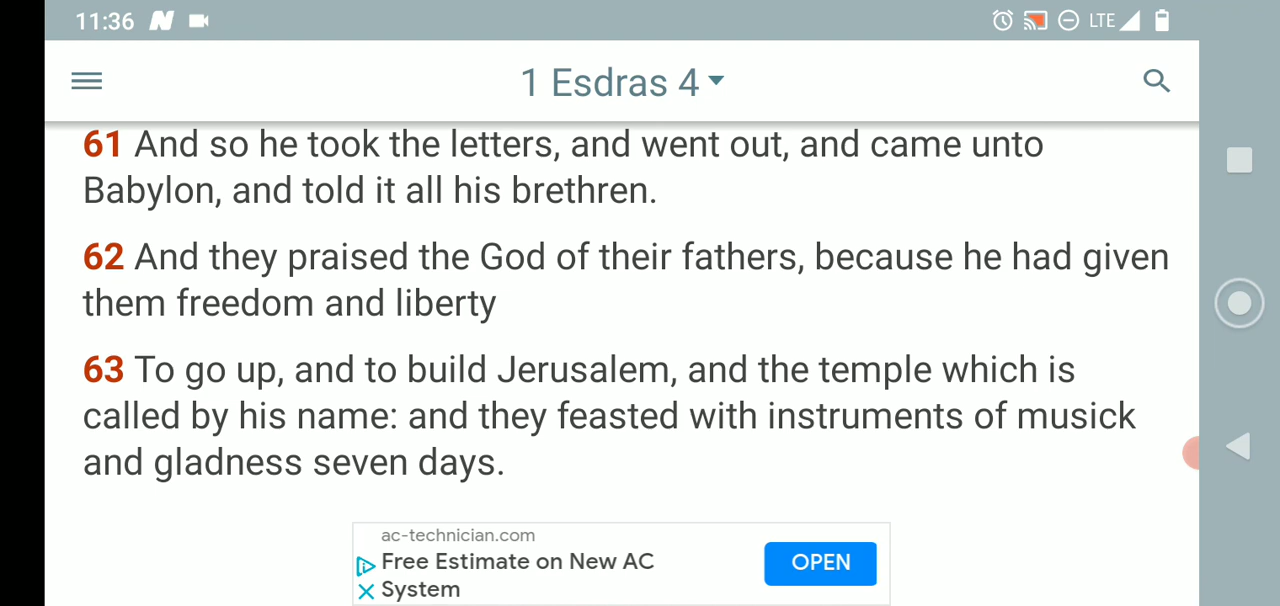 11:36 LTE
1 Esdras 4
61 And so he took the letters, and went out, and came unto
Babylon, and told it all his brethren.
62 And they praised the God of their fathers, because he had given
them freedom and liberty
63 To go up, and to build Jerusalem, and the temple which is
called by his name: and they feasted with instruments of musick
and gladness seven days.
ac-technician.com
Free Estimate on New AC
System
OPEN